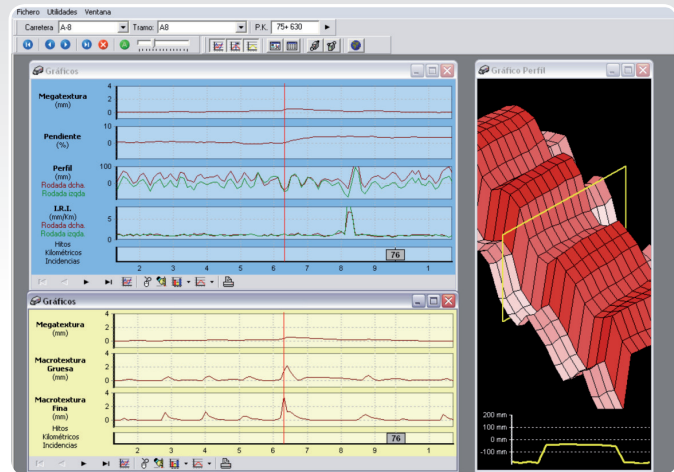 Fichero Utilidades Ventana
Carretera A-8 Tramo: A8 P.K. 75+ 630
Gráficos
Megatextura
(mm)
4
2
0
Pendiente
(%)
10
0
Perfil
(mm)
Rodada dcha.
Rodada izqda
100
0
I.R.I.
(mm/Km)
Rodada dcha.
Rodada izqda.
5
0
Hitos
Kilométricos
Incidencias
76
2 3 4 5 6 7 8 9 1
Gráficos
Megatextura
(mm)
4
2
0
Macrotextura
Gruesa
(mm)
4
2
0
Macrotextura
Fina
(mm)
4
2
0
Hitos
Kilométricos
Incidencias
76
2 3 4 5 6 7 8 9 1
Gráfico Perfil
200 mm
100 mm
0 mm
-100 mm